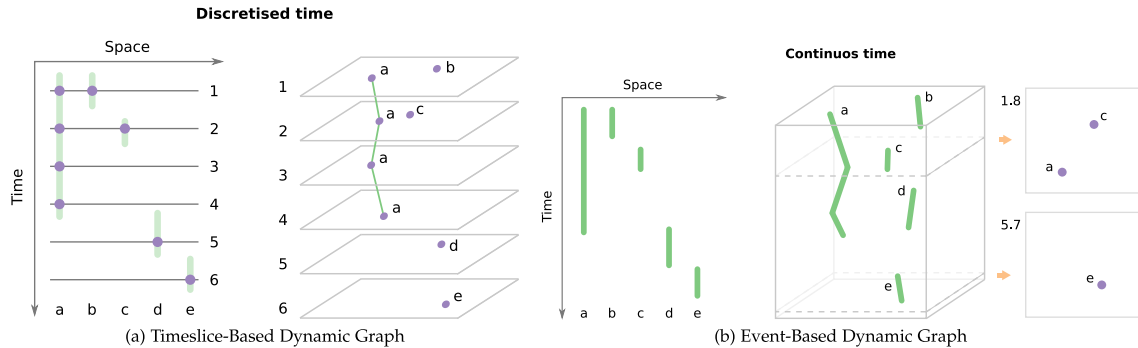 Discretised time
Space
Time
1
2
3
4
5
6
a b c d e
1
a
b
2
a
c
3
a
4
a
5
d
6
e
(a) Timeslice-Based Dynamic Graph
Continuos time
Space
Time
a b c d e
a
b
c
d
e
1.8
c
a
5.7
e
(b) Event-Based Dynamic Graph